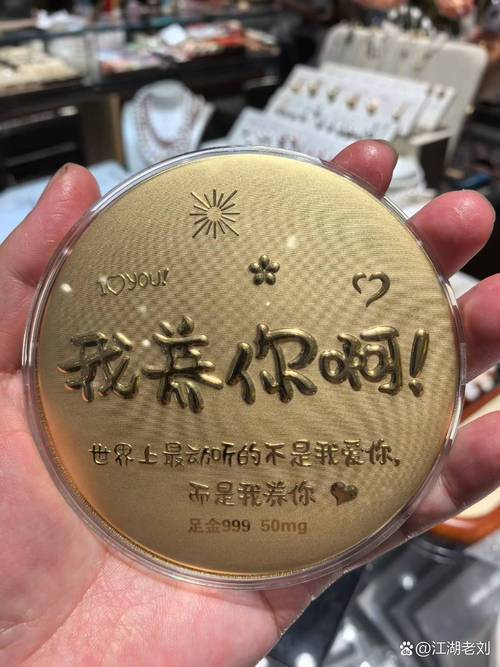 I♡YOU!
我养你啊!
世界上最动听的不是我爱你,
而是我养你
足金999 50mg
@江湖老刘